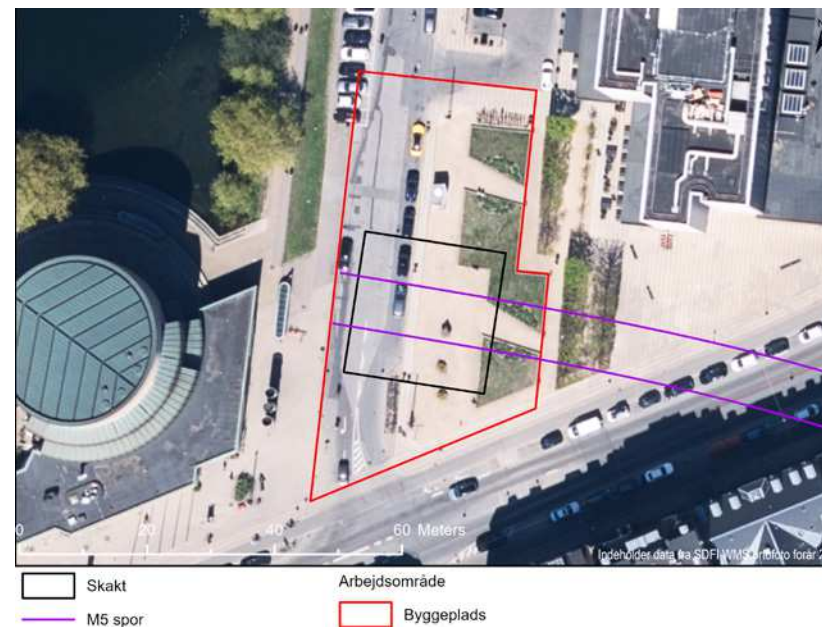 0 20 40 60 Meters
Indeholder data fra SDFI WMS ortofoto forår 2
Skakt
M5 spor
Arbejdsområde
Byggeplads